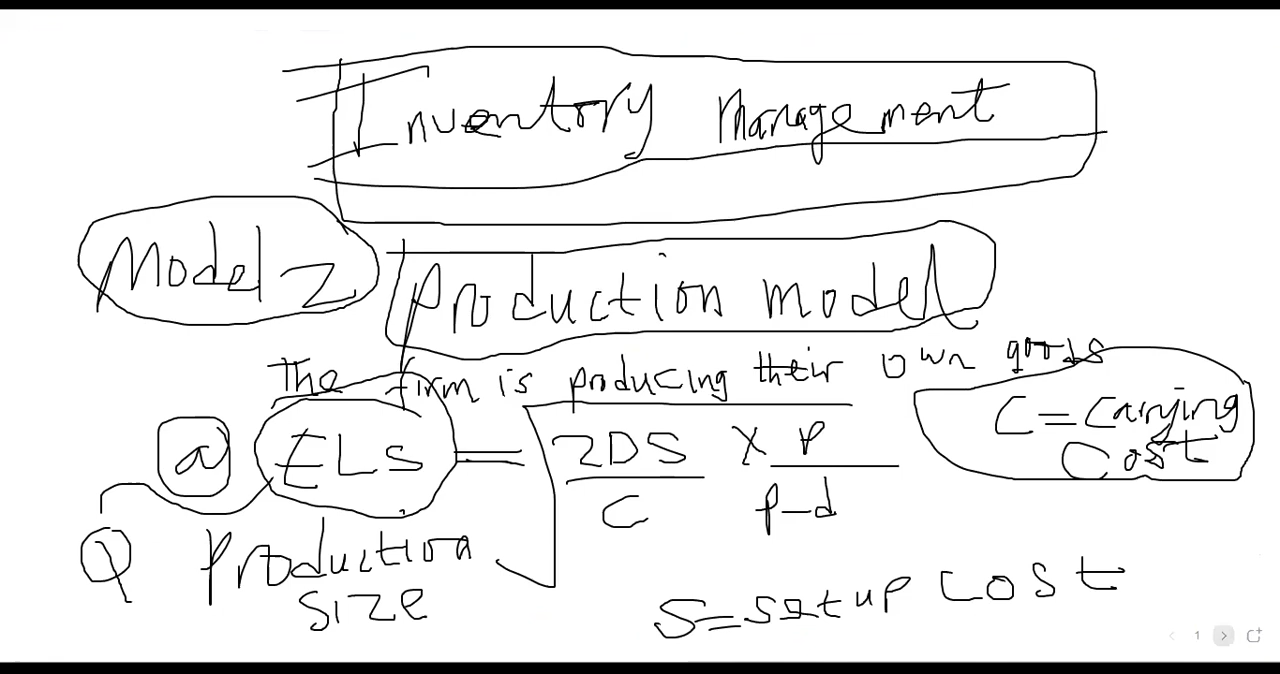 Inventory Management
Model 2 Production model
The firm is producing their own goods
a ELS = √ 2DS / C X P / P-d
C = Carrying Cost
Q Production SIZE
S = Setup Cost
1